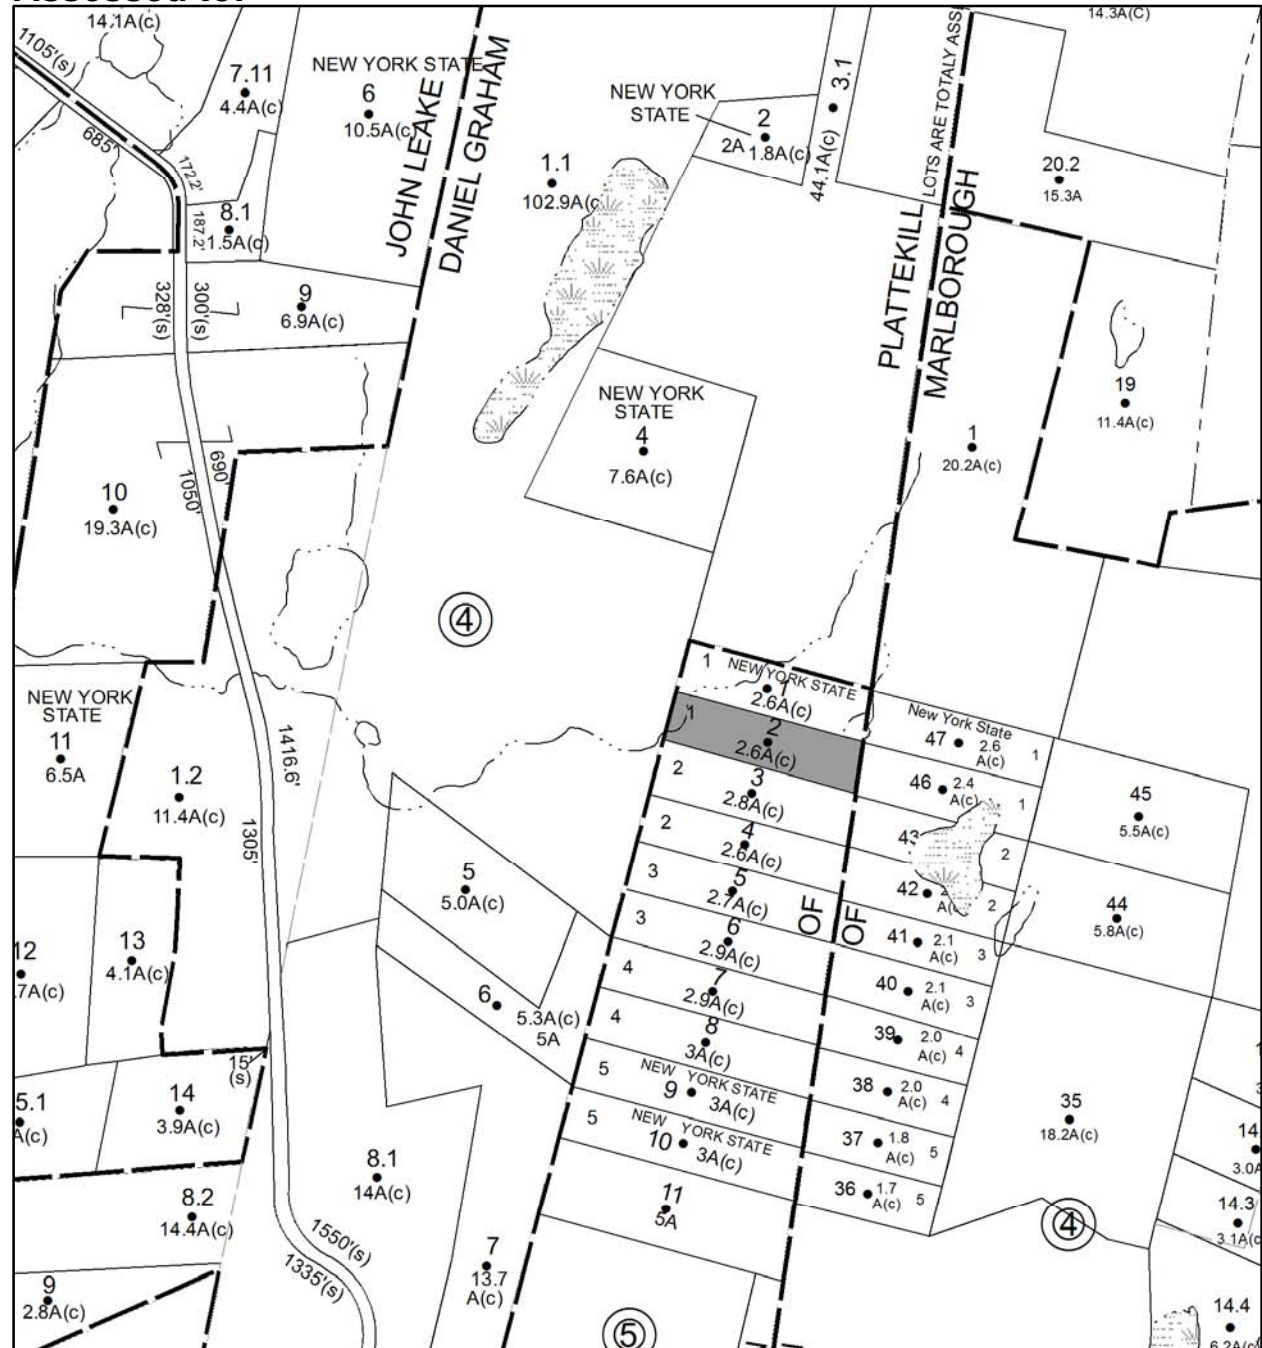 14.1A(c)
1105'(s)
685'
172.2'
187.2'
7.11
4.4A(c)
NEW YORK STATE
6
10.5A(c)
8.1
1.5A(c)
JOHN LEAKE
DANIEL GRAHAM
1.1
102.9A(c
NEW YORK
STATE
2
2A 1.8A(c)
3.1
44.1A(c)
LOTS ARE TOTALY ASS
14.3A(C)
20.2
15.3A
PLATTEKILL
MARLBOROUGH
328'(s)
300'(s)
9
6.9A(c)
NEW YORK
STATE
4
7.6A(c)
19
11.4A(c)
1
20.2A(c)
10
19.3A(c)
690'
1050'
4
NEW YORK
STATE
11
6.5A
1.2
11.4A(c)
1416.6'
1305'
1
NEW YORK STATE
1
2.6A(c)
1
2
2.6A(c)
2
3
2.8A(c)
2
4
2.6A(c)
3
5
2.7A(c)
3
6
2.9A(c)
4
7
2.9A(c)
4
8
3A(c)
5
NEW YORK STATE
9 3A(c)
5
NEW YORK STATE
10 3A(c)
11
5A
OF
OF
New York State
47 2.6
A(c)
1
46 2.4
A(c)
1
43
2
42
A(c
2
41 2.1
A(c)
3
40 2.1
A(c)
3
39 2.0
A(c)
4
38 2.0
A(c)
4
37 1.8
A(c)
5
36 1.7
A(c)
5
45
5.5A(c)
44
5.8A(c)
35
18.2A(c)
4
5
5.0A(c)
6
5.3A(c)
5A
12
.7A(c)
13
4.1A(c)
15'
(s)
5.1
A(c)
14
3.9A(c)
8.1
14A(c)
8.2
14.4A(c)
1550'(s)
1335'(s)
9
2.8A(c)
7
13.7
A(c)
5
14.
3.0A
14.3
3.1A(c
14.4
6.2A(c)